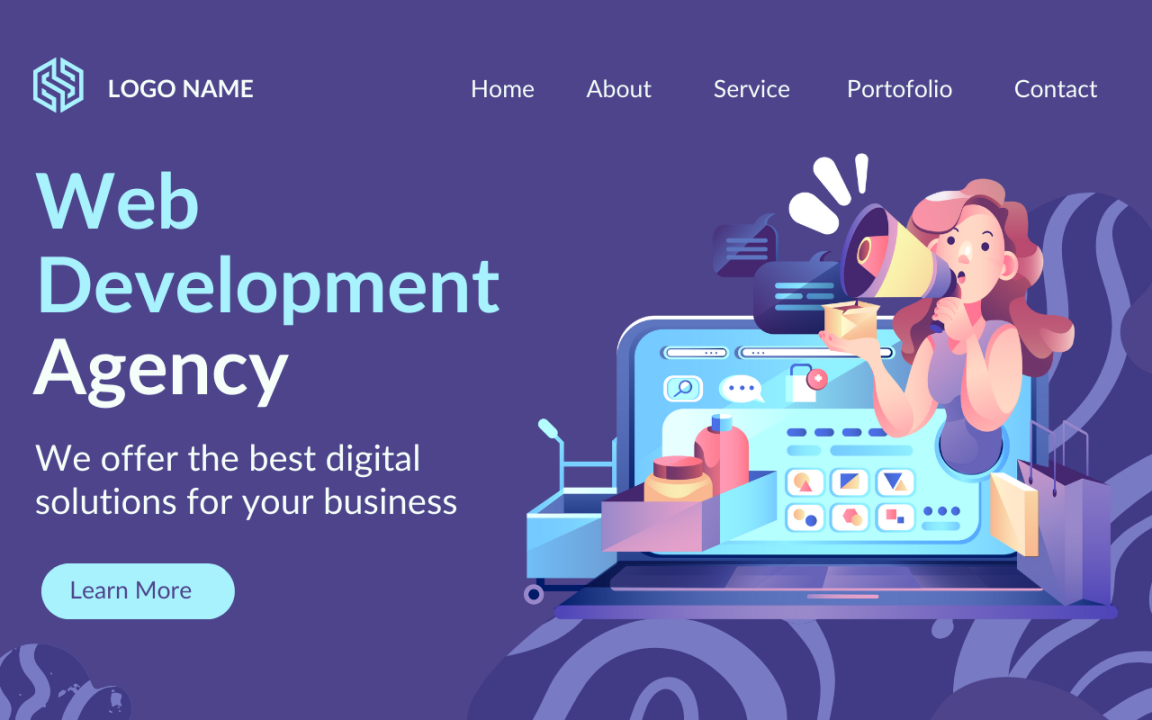 LOGO NAME
Home About Service Portofolio Contact
Web
Development
Agency
We offer the best digital
solutions for your business
Learn More